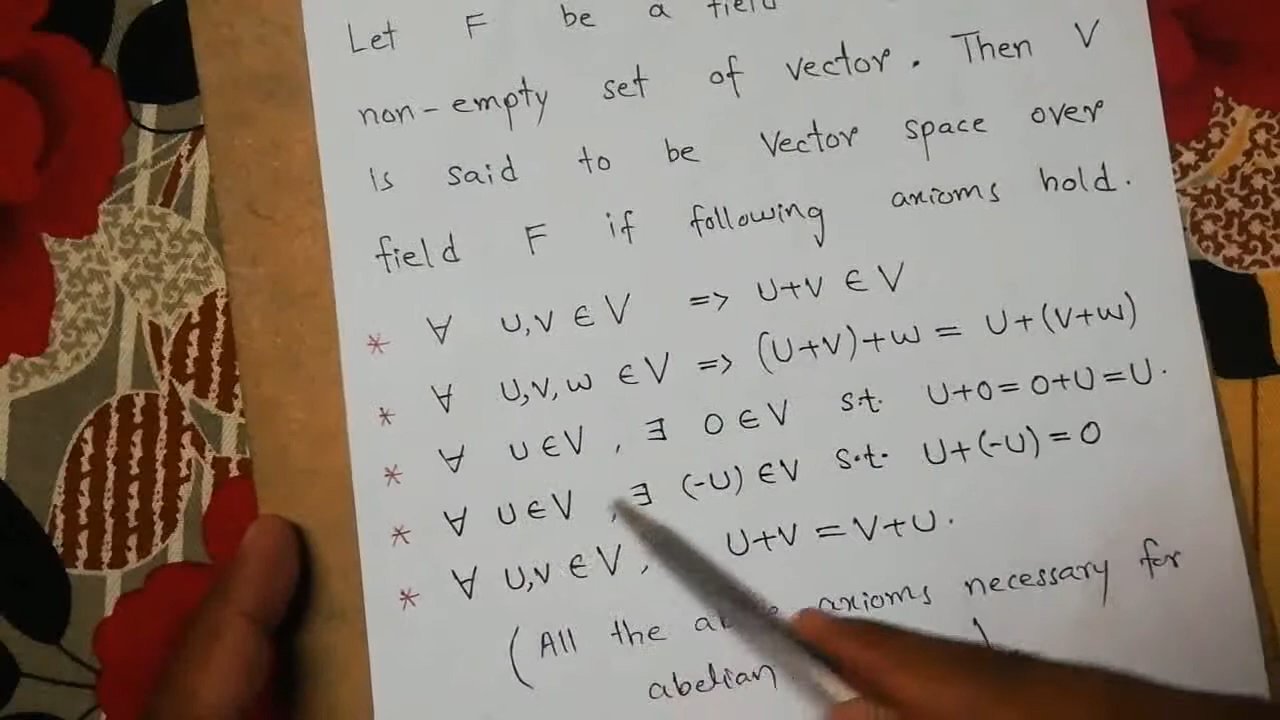 Let F be a field
non-empty set of vector. Then V
is said to be Vector space over
field F if following axioms hold.
* ∀ U,V ∈ V => U+V ∈ V
* ∀ U,V,W ∈ V => (U+V)+W = U+(V+W)
* ∀ U ∈ V , ∃ 0 ∈ V s.t. U+0=0+U=U.
* ∀ U ∈ V , ∃ (-U) ∈ V s.t. U+(-U)=0
* ∀ U,V ∈ V , U+V = V+U.
(All the axioms necessary for
abelian